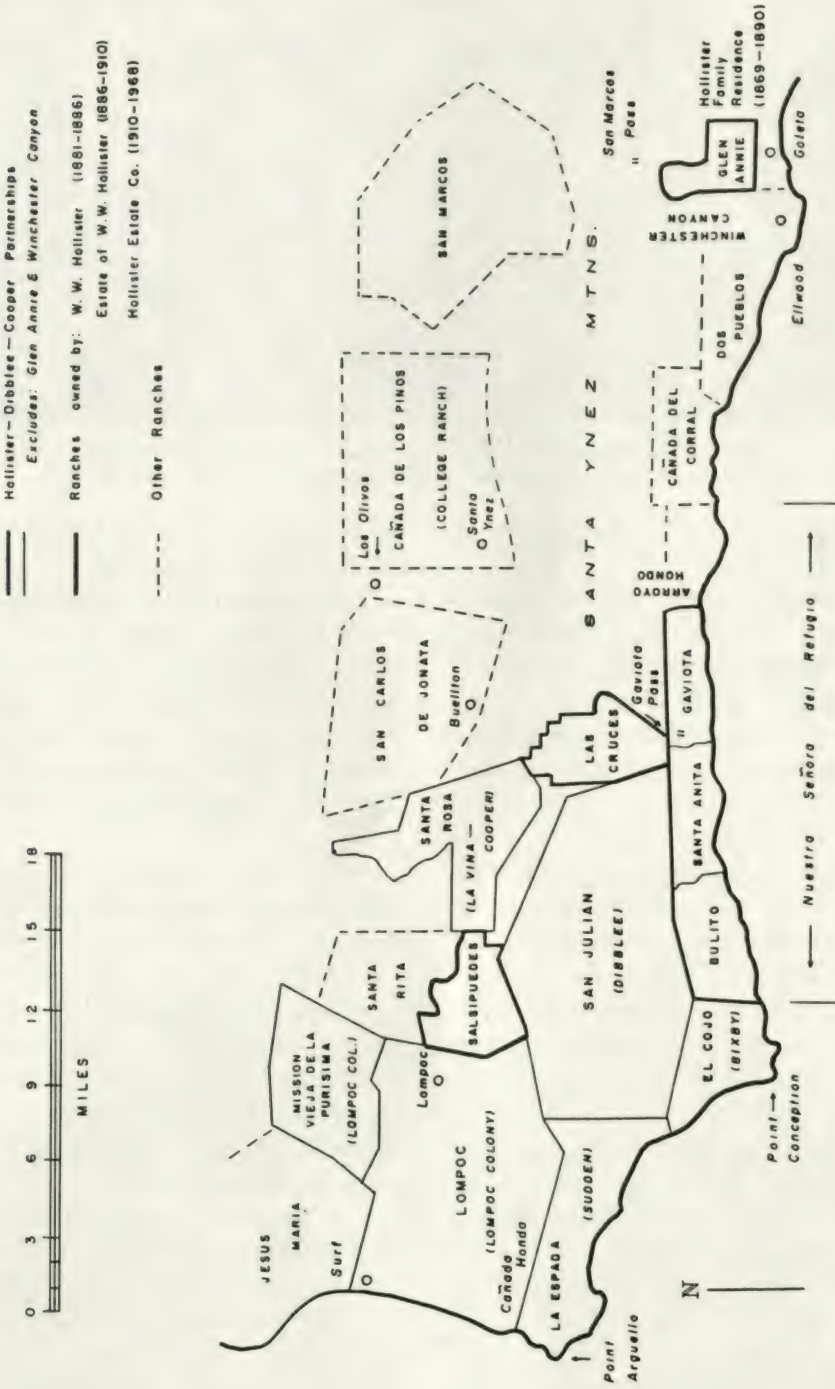 Hollister–Dibblee–Cooper Partnerships
Excludes: Glen Annie & Winchester Canyon
Ranches owned by: W. W. Hollister (1881–1886)
Estate of W. W. Hollister (1886–1910)
Hollister Estate Co. (1910–1968)
Other Ranches
0 3 6 9 12 15 18
MILES
JESUS
MARIA
Surf
MISSION
VIEJA DE LA
PURISIMA
(LOMPOC COL.)
SANTA
RITA
Lompoc
LOMPOC
(LOMPOC COLONY)
Cañada
Honda
SALSIPUEDES
SANTA
ROSA
(LA VINA —
COOPER)
SAN CARLOS
DE JONATA
Buellton
Los Olivos
CAÑADA DE LOS PINOS
(COLLEGE RANCH)
Santa
Ynez
SAN MARCOS
LA ESPADA
(SUDDEN)
Point
Arguello
SAN JULIAN
(DIBBLEE)
LAS
CRUCES
Gaviota
Pass
SANTA YNEZ MTNS.
San Marcos
" Pass
EL COJO
(BIXBY)
Point
Conception
BULITO
SANTA ANITA
"
GAVIOTA
ARROYO
HONDO
CAÑADA DEL
CORRAL
DOS
PUEBLOS
WINCHESTER
CANYON
GLEN
ANNIE
Hollister
Family
Residence
(1869–1890)
Ellwood
Goleta
Nuestra Señora del Refugio
N